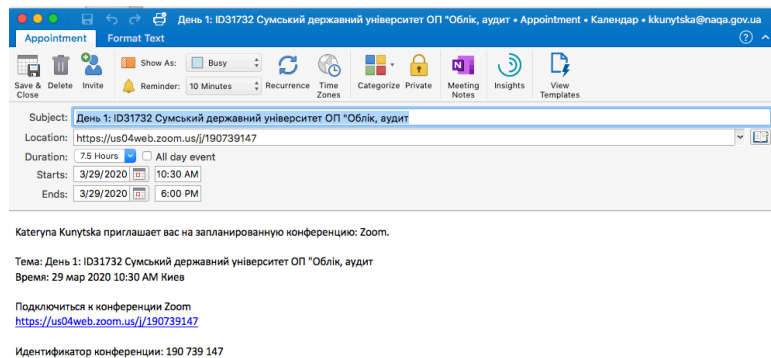 День 1: ID31732 Сумський державний університет ОП "Облік, аудит • Appointment • Календар • kkunytska@naqa.gov.ua
Appointment Format Text
Save & Close Delete Invite Show As: Busy Recurrence Time Zones Categorize Private Meeting Notes Insights View Templates
Reminder: 10 Minutes
Subject: День 1: ID31732 Сумський державний університет ОП "Облік, аудит
Location: https://us04web.zoom.us/j/190739147
Duration: 7.5 Hours All day event
Starts: 3/29/2020 10:30 AM
Ends: 3/29/2020 6:00 PM
Kateryna Kunytska приглашает вас на запланированную конференцию: Zoom.
Тема: День 1: ID31732 Сумський державний університет ОП "Облік, аудит
Время: 29 мар 2020 10:30 AM Киев
Подключиться к конференции Zoom
https://us04web.zoom.us/j/190739147
Идентификатор конференции: 190 739 147